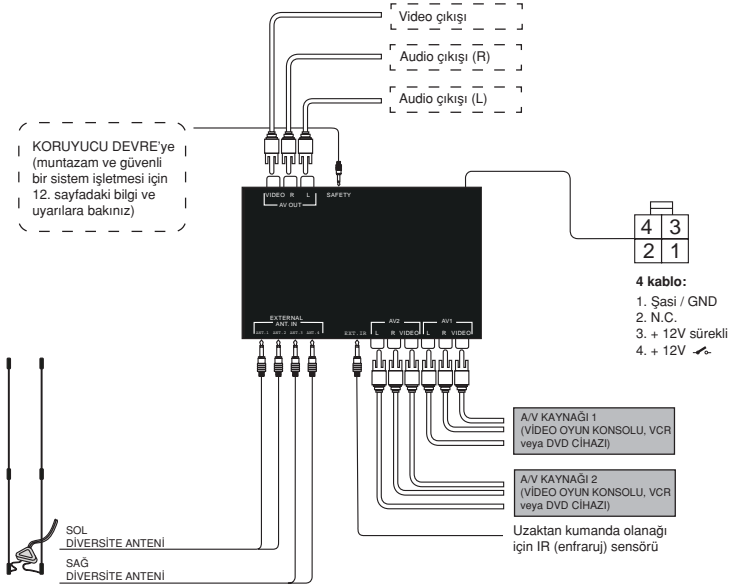 Video çıkışı
Audio çıkışı (R)
Audio çıkışı (L)
KORUYUCU DEVRE'ye
(muntazam ve güvenli
bir sistem işletmesi için
12. sayfadaki bilgi ve
uyarılara bakınız)
VIDEO R L SAFETY
AV OUT
4 3
2 1
4 kablo:
1. Şasi / GND
2. N.C.
3. + 12V sürekli
4. + 12V
EXTERNAL
ANT. IN
ANT.1 ANT.2 ANT.3 ANT.4
EXT.IR
AV2 AV1
L R VIDEO L R VIDEO
A/V KAYNAĞI 1
(VİDEO OYUN KONSOLU, VCR
veya DVD CİHAZI)
A/V KAYNAĞI 2
(VİDEO OYUN KONSOLU, VCR
veya DVD CİHAZI)
Uzaktan kumanda olanağı
için IR (enfraruj) sensörü
SOL
DİVERSİTE ANTENİ
SAĞ
DİVERSİTE ANTENİ